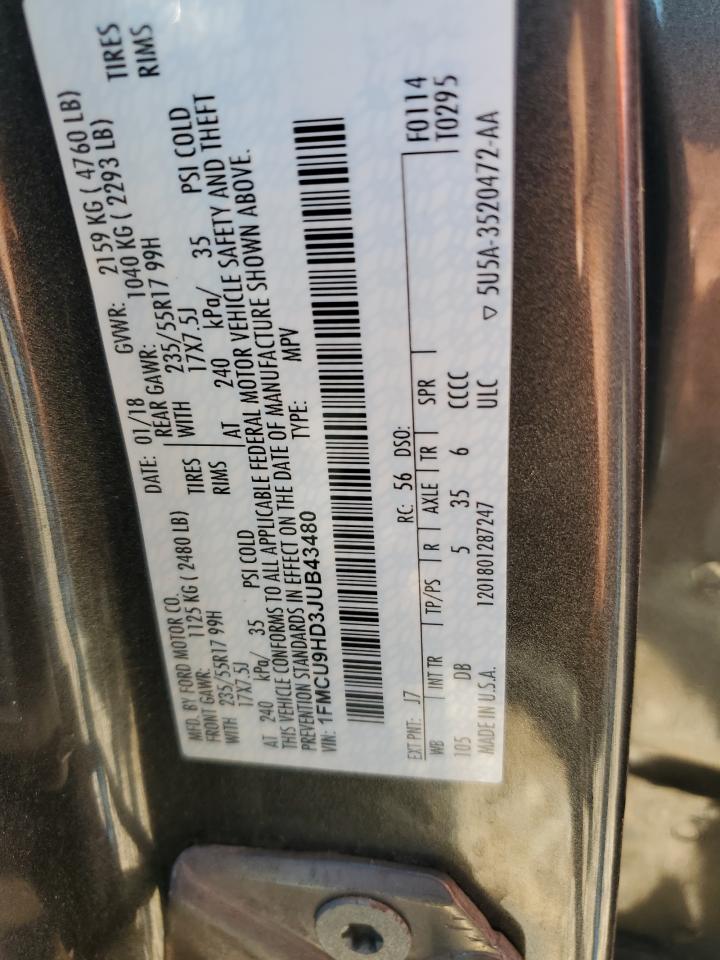 MFD. BY FORD MOTOR CO.
DATE: 01/18 GVWR: 2159 KG ( 4760 LB)
FRONT GAWR: 1125 KG ( 2480 LB) REAR GAWR: 1040 KG ( 2293 LB)
WITH 235/55R17 99H TIRES WITH 235/55R17 99H TIRES
17X7.5J RIMS 17X7.5J RIMS
AT 240 kPa/ 35 PSI COLD AT 240 kPa/ 35 PSI COLD
THIS VEHICLE CONFORMS TO ALL APPLICABLE FEDERAL MOTOR VEHICLE SAFETY AND THEFT
PREVENTION STANDARDS IN EFFECT ON THE DATE OF MANUFACTURE SHOWN ABOVE.
VIN: 1FMCU9HD3JUB43480 TYPE: MPV
F0114
T0295
EXT PNT: J7 RC: 56 DSO:
WB INT TR TP/PS R AXLE TR SPR
105 DB 5 35 6 CCCC
MADE IN U.S.A. 1201801287247 ULC ▽ 5U5A-3520472-AA